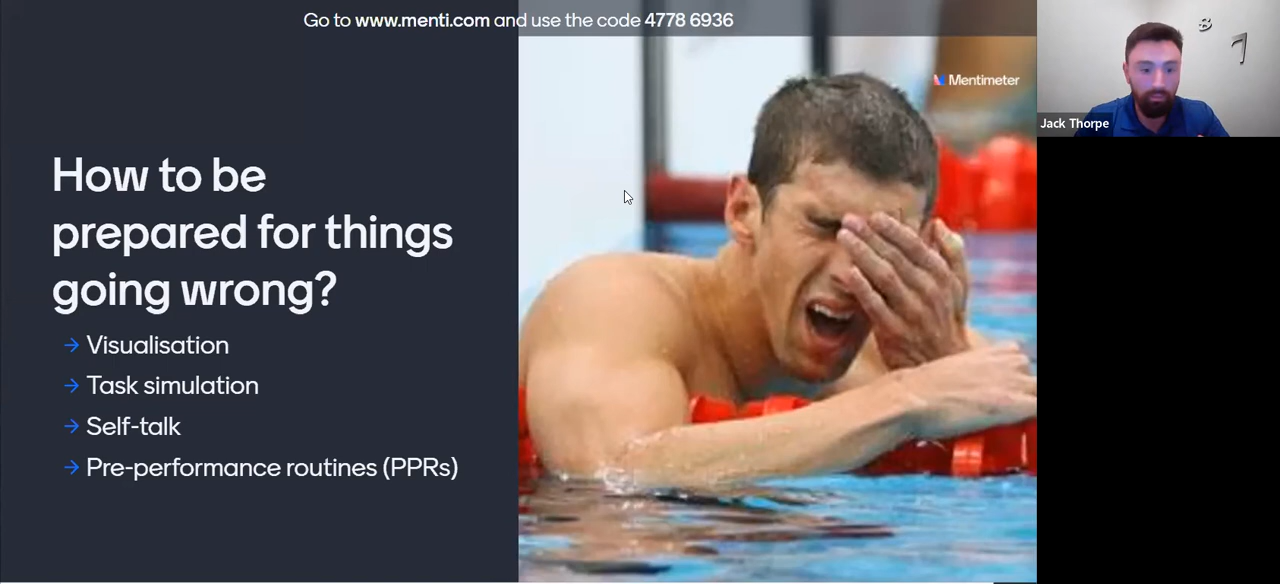 Go to www.menti.com and use the code 4778 6936
Mentimeter
How to be
prepared for things
going wrong?
→ Visualisation
→ Task simulation
→ Self-talk
→ Pre-performance routines (PPRs)
Jack Thorpe